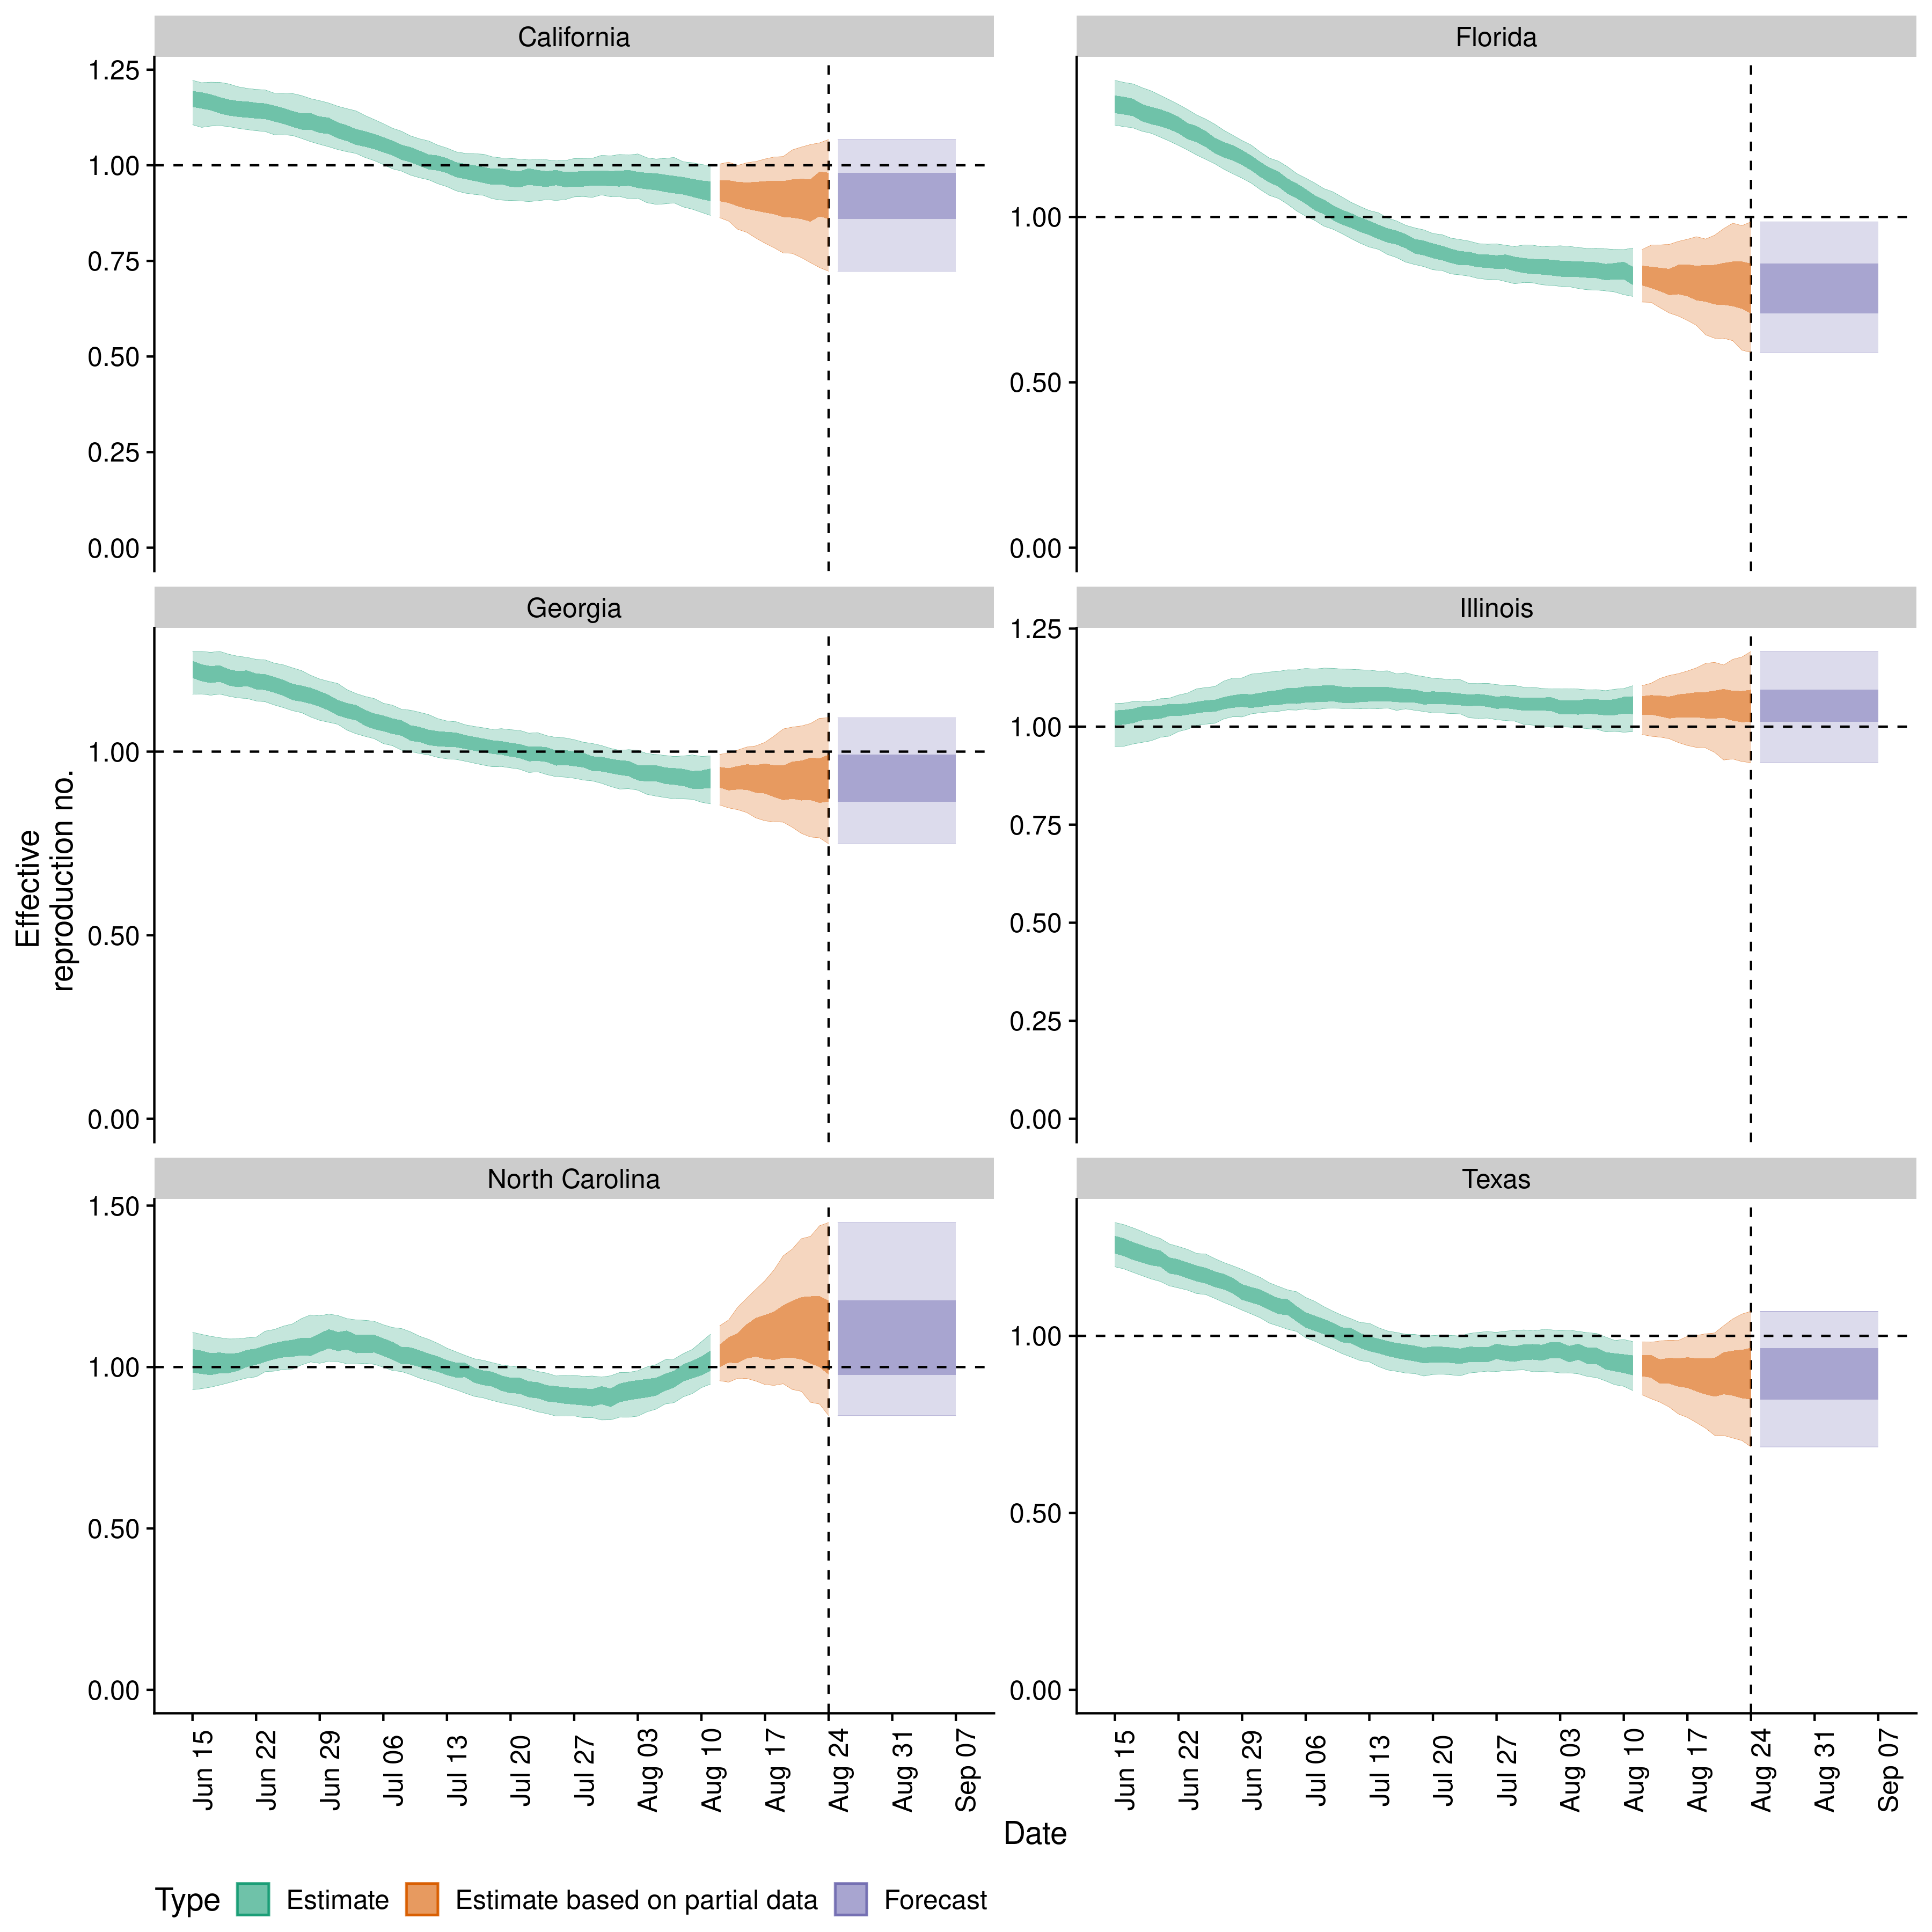 California
Florida
1.25
1.00
0.75
0.50
0.25
0.00
1.00
0.50
0.00
Georgia
Illinois
1.00
0.50
0.00
1.25
1.00
0.75
0.50
0.25
0.00
North Carolina
Texas
1.50
1.00
0.50
0.00
1.00
0.50
0.00
Effective
reproduction no.
Jun 15
Jun 22
Jun 29
Jul 06
Jul 13
Jul 20
Jul 27
Aug 03
Aug 10
Aug 17
Aug 24
Aug 31
Sep 07
Jun 15
Jun 22
Jun 29
Jul 06
Jul 13
Jul 20
Jul 27
Aug 03
Aug 10
Aug 17
Aug 24
Aug 31
Sep 07
Date
Type Estimate Estimate based on partial data Forecast